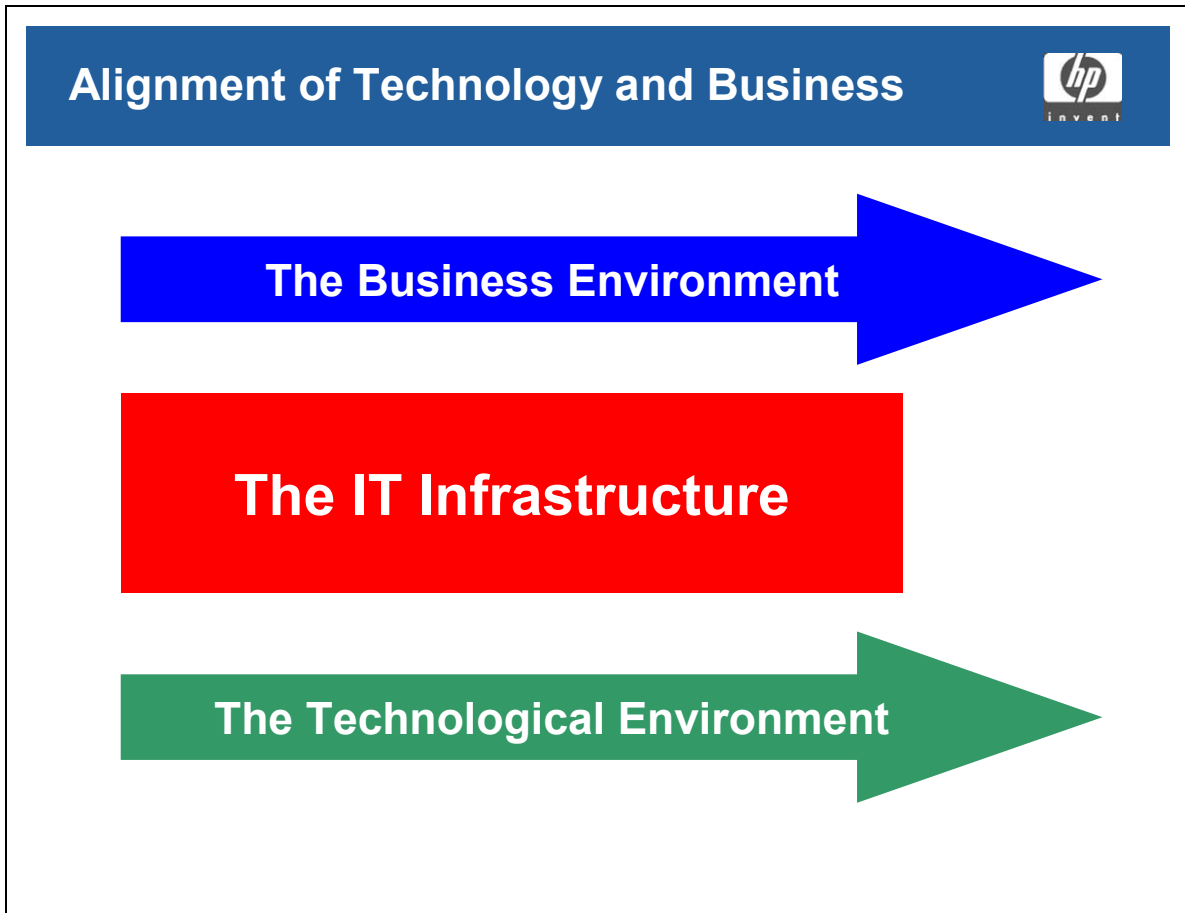 Alignment of Technology and Business
hp
invent
The Business Environment
The IT Infrastructure
The Technological Environment